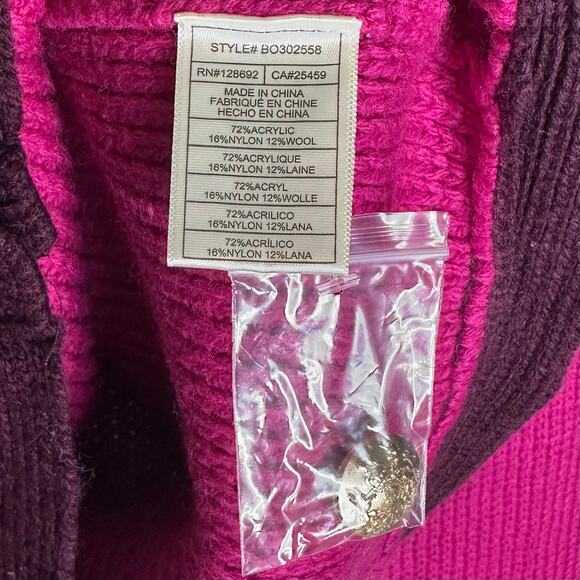 STYLE# BO302558
RN#128692 CA#25459
MADE IN CHINA
FABRIQUÉ EN CHINE
HECHO EN CHINA
72%ACRYLIC
16%NYLON 12%WOOL
72%ACRYLIQUE
16%NYLON 12%LAINE
72%ACRYL
16%NYLON 12%WOLLE
72%ACRILICO
16%NYLON 12%LANA
72%ACRÍLICO
16%NYLON 12%LANA